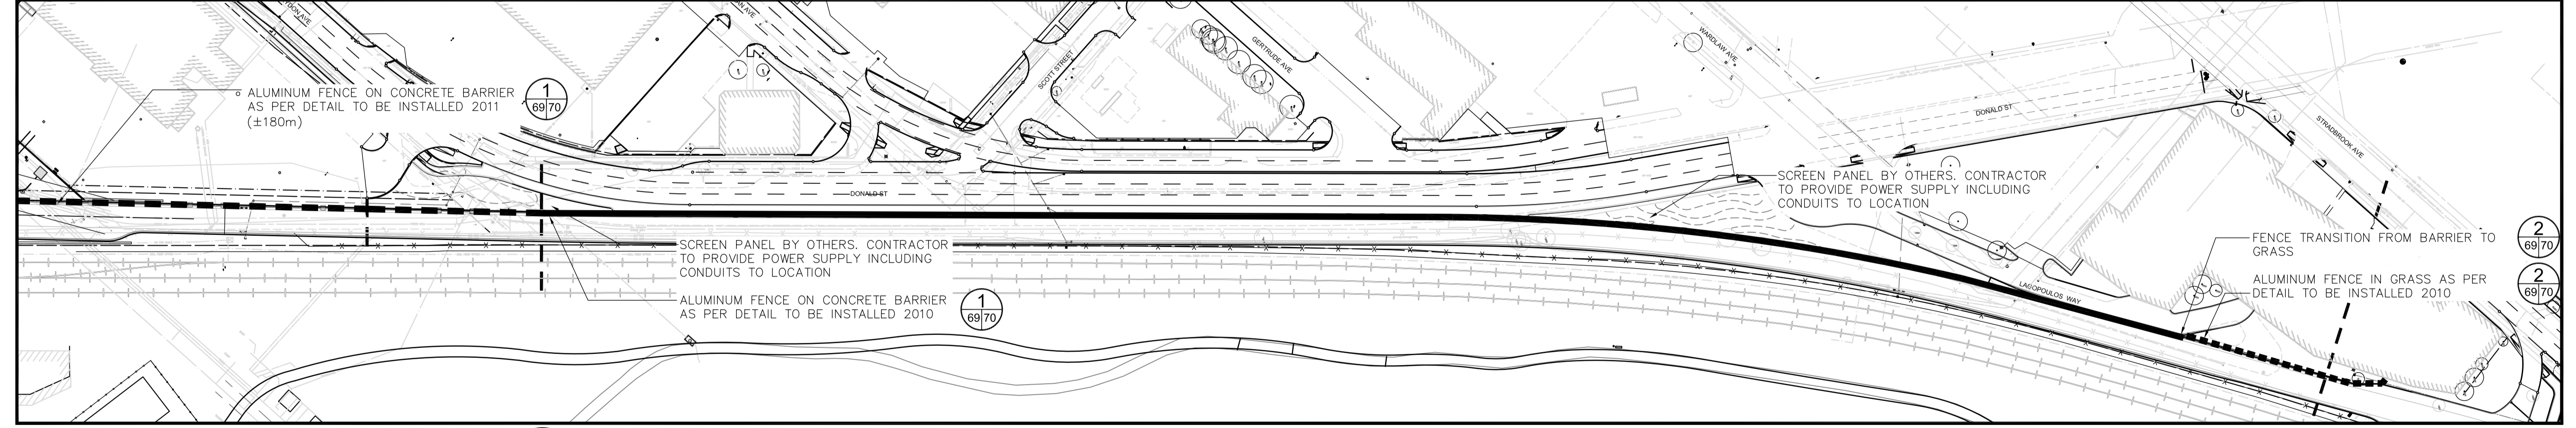 ALUMINUM FENCE ON CONCRETE BARRIER
AS PER DETAIL TO BE INSTALLED 2011
(±180m)
1
69 70
SCOTT STREET
GERTRUDE AVE
WARDLAW AVE
DONALD ST
STRADBROOK AVE
DONALD ST
SCREEN PANEL BY OTHERS. CONTRACTOR
TO PROVIDE POWER SUPPLY INCLUDING
CONDUITS TO LOCATION
SCREEN PANEL BY OTHERS. CONTRACTOR
TO PROVIDE POWER SUPPLY INCLUDING
CONDUITS TO LOCATION
ALUMINUM FENCE ON CONCRETE BARRIER
AS PER DETAIL TO BE INSTALLED 2010
1
69 70
LAGOPOULOS WAY
FENCE TRANSITION FROM BARRIER TO
GRASS
2
69 70
ALUMINUM FENCE IN GRASS AS PER
DETAIL TO BE INSTALLED 2010
2
69 70